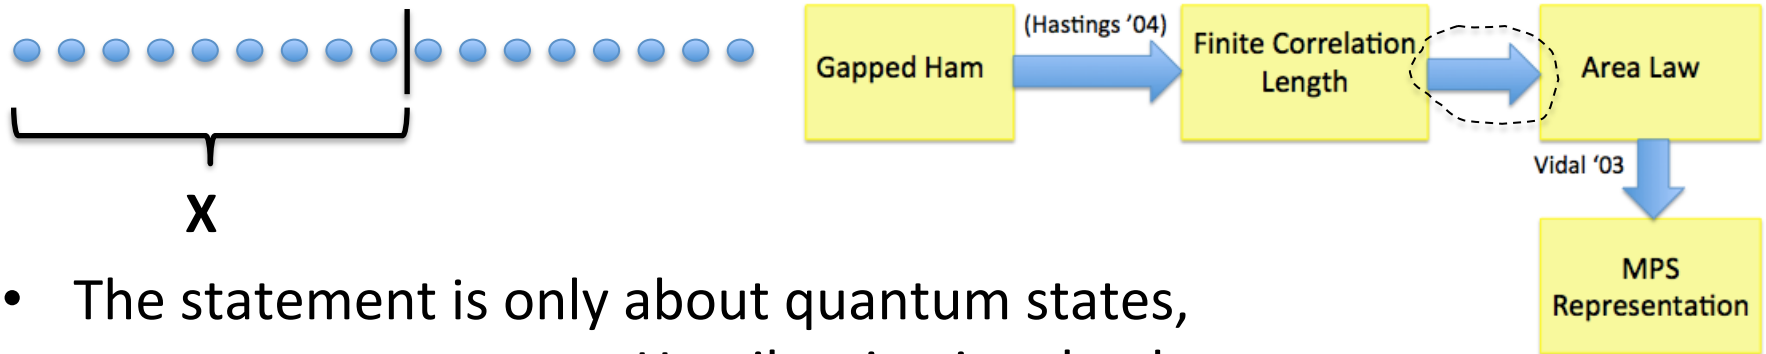 X
Gapped Ham
(Hastings '04)
Finite Correlation
Length
Area Law
Vidal '03
MPS
Representation
• The statement is only about quantum states,